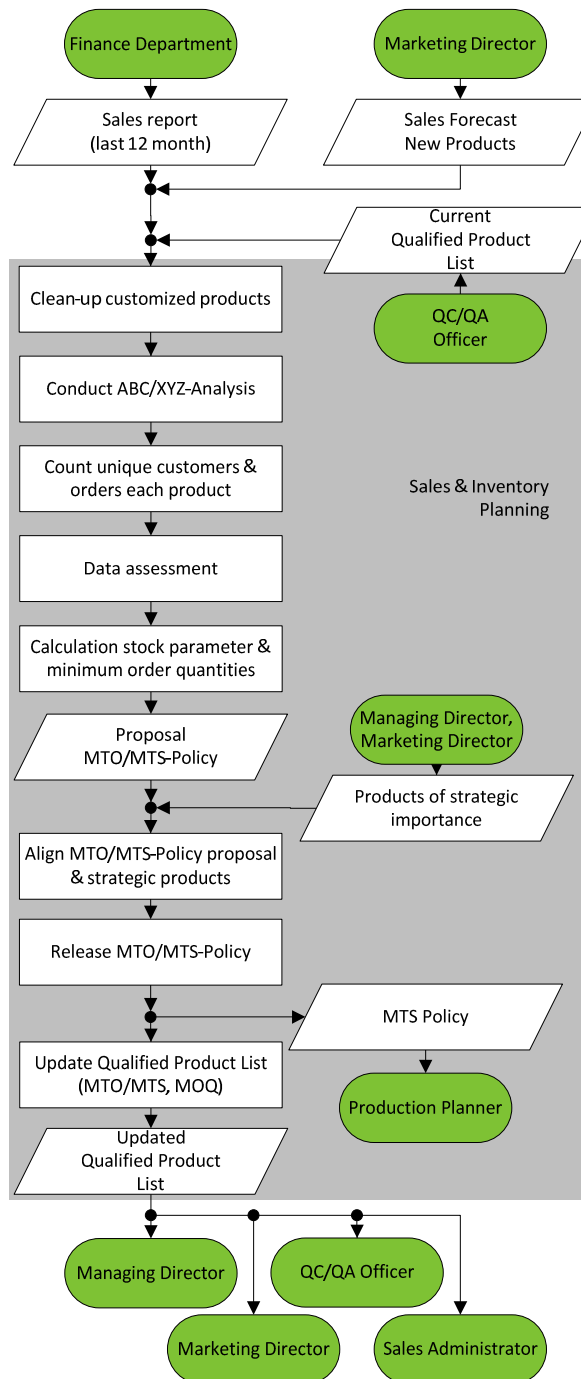 Finance Department
Marketing Director
Sales report
(last 12 month)
Sales Forecast
New Products
Current
Qualified Product
List
Clean-up customized products
QC/QA
Officer
Conduct ABC/XYZ-Analysis
Count unique customers &
orders each product
Sales & Inventory
Planning
Data assessment
Calculation stock parameter &
minimum order quantities
Proposal
MTO/MTS-Policy
Managing Director,
Marketing Director
Products of strategic
importance
Align MTO/MTS-Policy proposal
& strategic products
Release MTO/MTS-Policy
MTS Policy
Update Qualified Product List
(MTO/MTS, MOQ)
Production Planner
Updated
Qualified Product
List
Managing Director
QC/QA Officer
Marketing Director
Sales Administrator